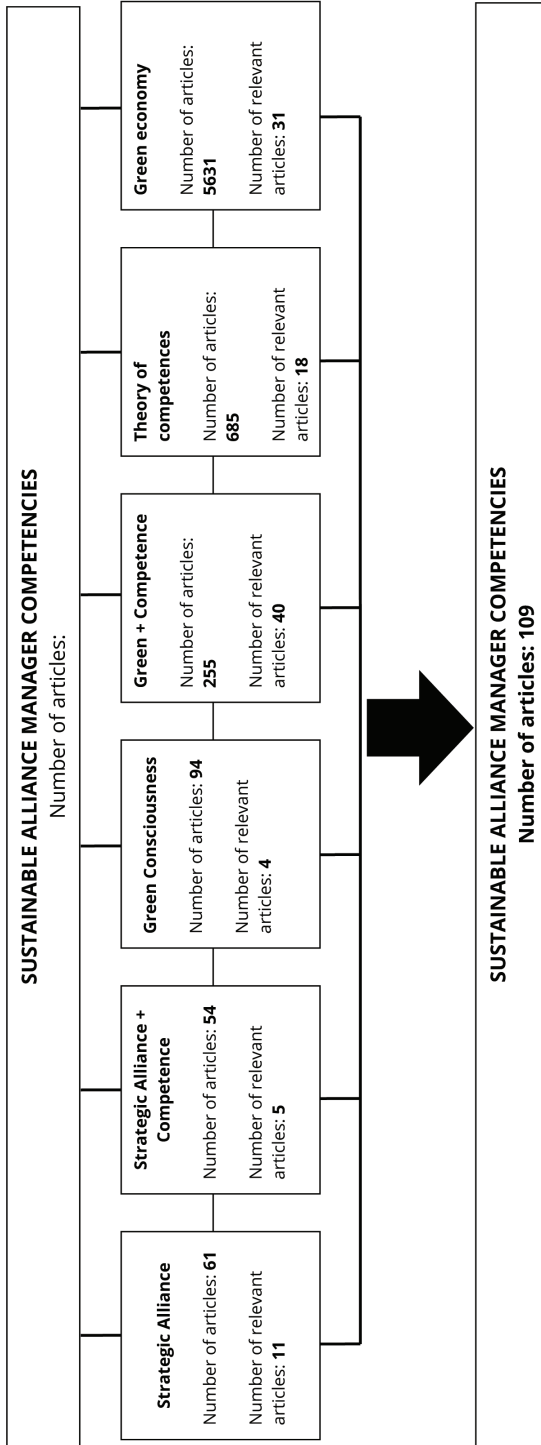 SUSTAINABLE ALLIANCE MANAGER COMPETENCIES
Number of articles:
Strategic Alliance
Number of articles: 61
Number of relevant
articles: 11
Strategic Alliance +
Competence
Number of articles: 54
Number of relevant
articles: 5
Green Consciousness
Number of articles: 94
Number of relevant
articles: 4
Green + Competence
Number of articles:
255
Number of relevant
articles: 40
Theory of
competences
Number of articles:
685
Number of relevant
articles: 18
Green economy
Number of articles:
5631
Number of relevant
articles: 31
SUSTAINABLE ALLIANCE MANAGER COMPETENCIES
Number of articles: 109